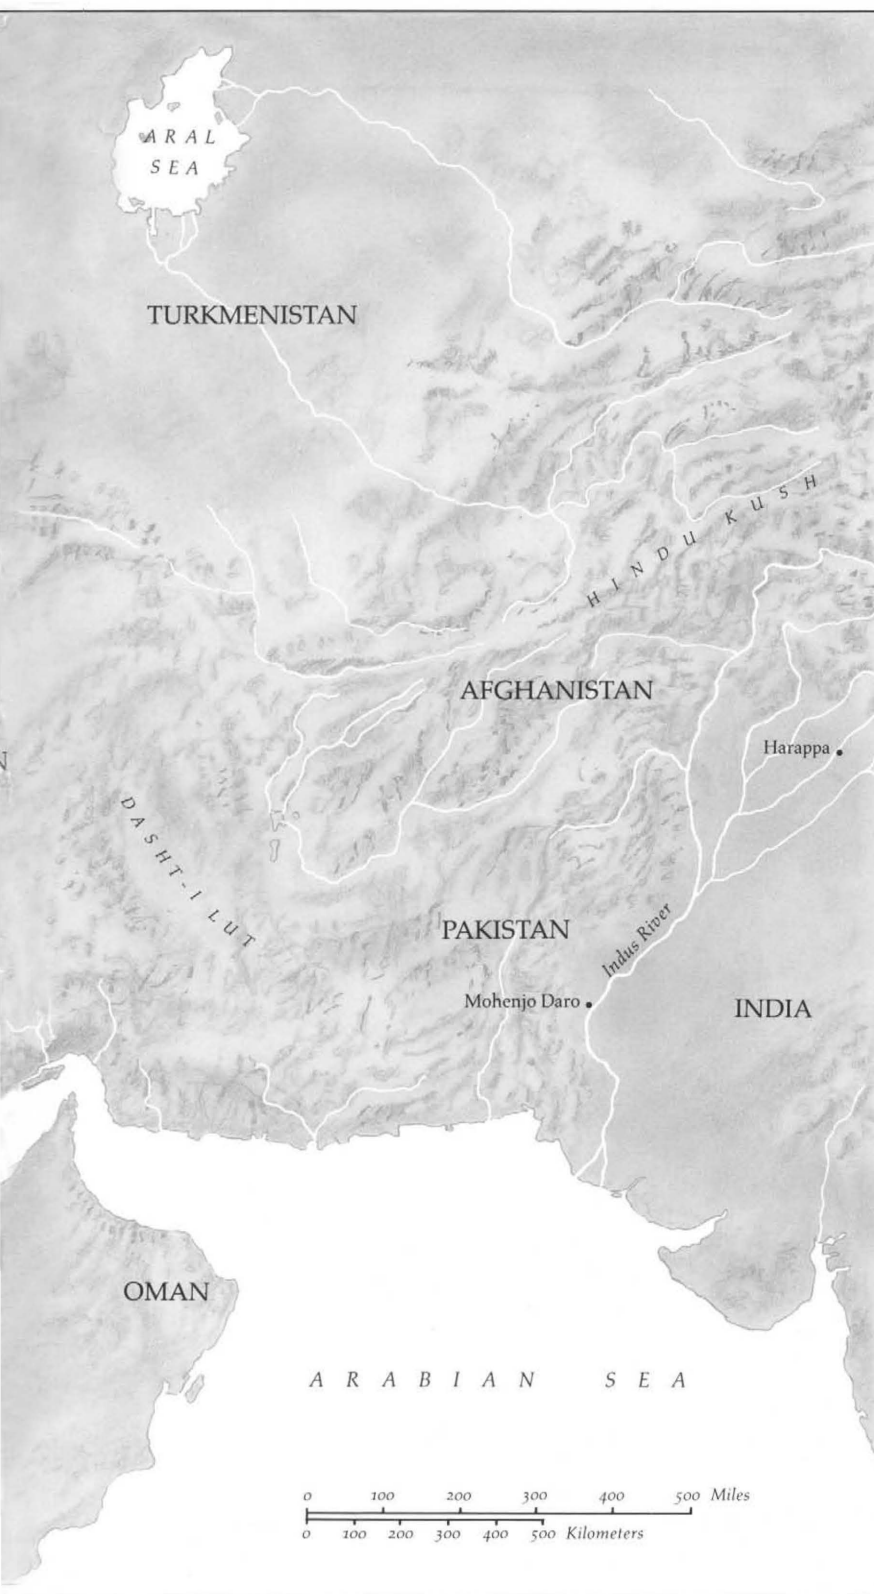 ARAL
SEA
TURKMENISTAN
HINDU KUSH
AFGHANISTAN
Harappa
N
DASHT-I LUT
PAKISTAN
Indus River
Mohenjo Daro
INDIA
OMAN
ARABIAN SEA
0 100 200 300 400 500 Miles
0 100 200 300 400 500 Kilometers